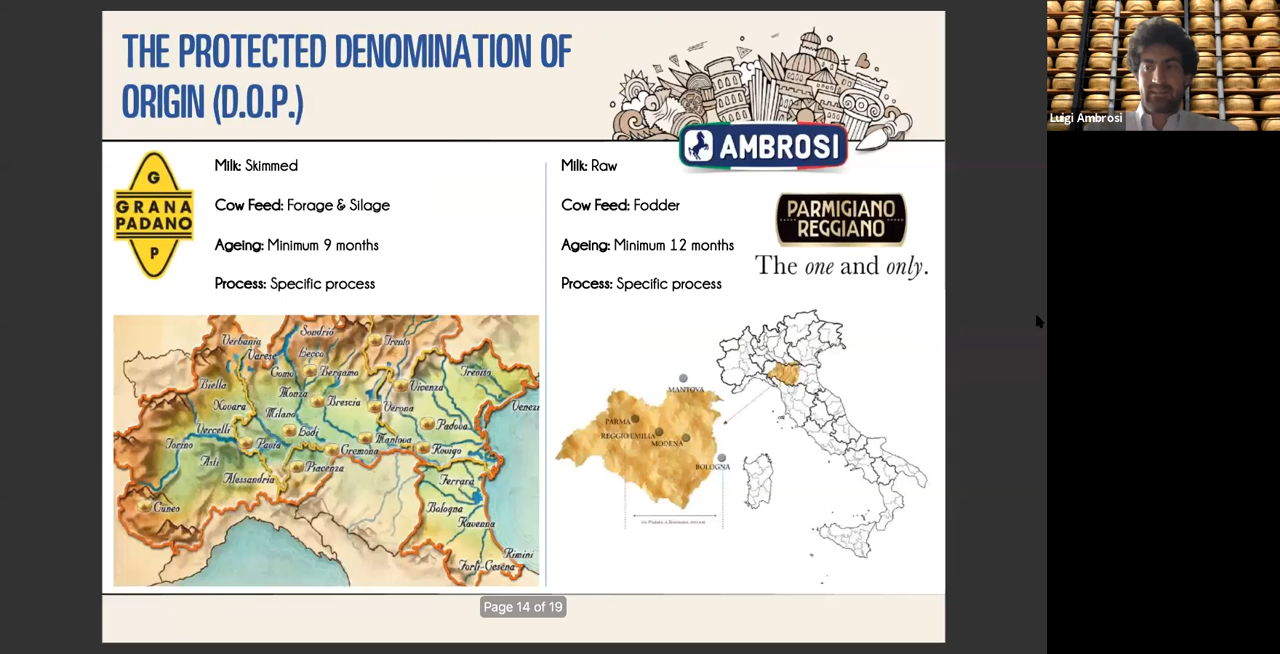 THE PROTECTED DENOMINATION OF
ORIGIN (D.O.P.)
AMBROSI
Luigi Ambrosi
G
GRANA
PADANO
P
Milk: Skimmed
Cow Feed: Forage & Silage
Ageing: Minimum 9 months
Process: Specific process
Milk: Raw
Cow Feed: Fodder
Ageing: Minimum 12 months
Process: Specific process
PARMIGIANO
REGGIANO
The one and only.
Verbania
Sondrio
Trento
Varese
Lecco
Como
Bergamo
Treviso
Biella
Monza
Vicenza
Novara
Milano
Brescia
Verona
Venezi
Vercelli
Lodi
Padova
Torino
Pavia
Mantova
Cremona
Rovigo
Asti
Piacenza
Alessandria
Ferrara
Cuneo
Bologna
Ravenna
Rimini
Forlì-Cesena
MANTOVA
PARMA
REGGIO EMILIA
MODENA
BOLOGNA
Page 14 of 19